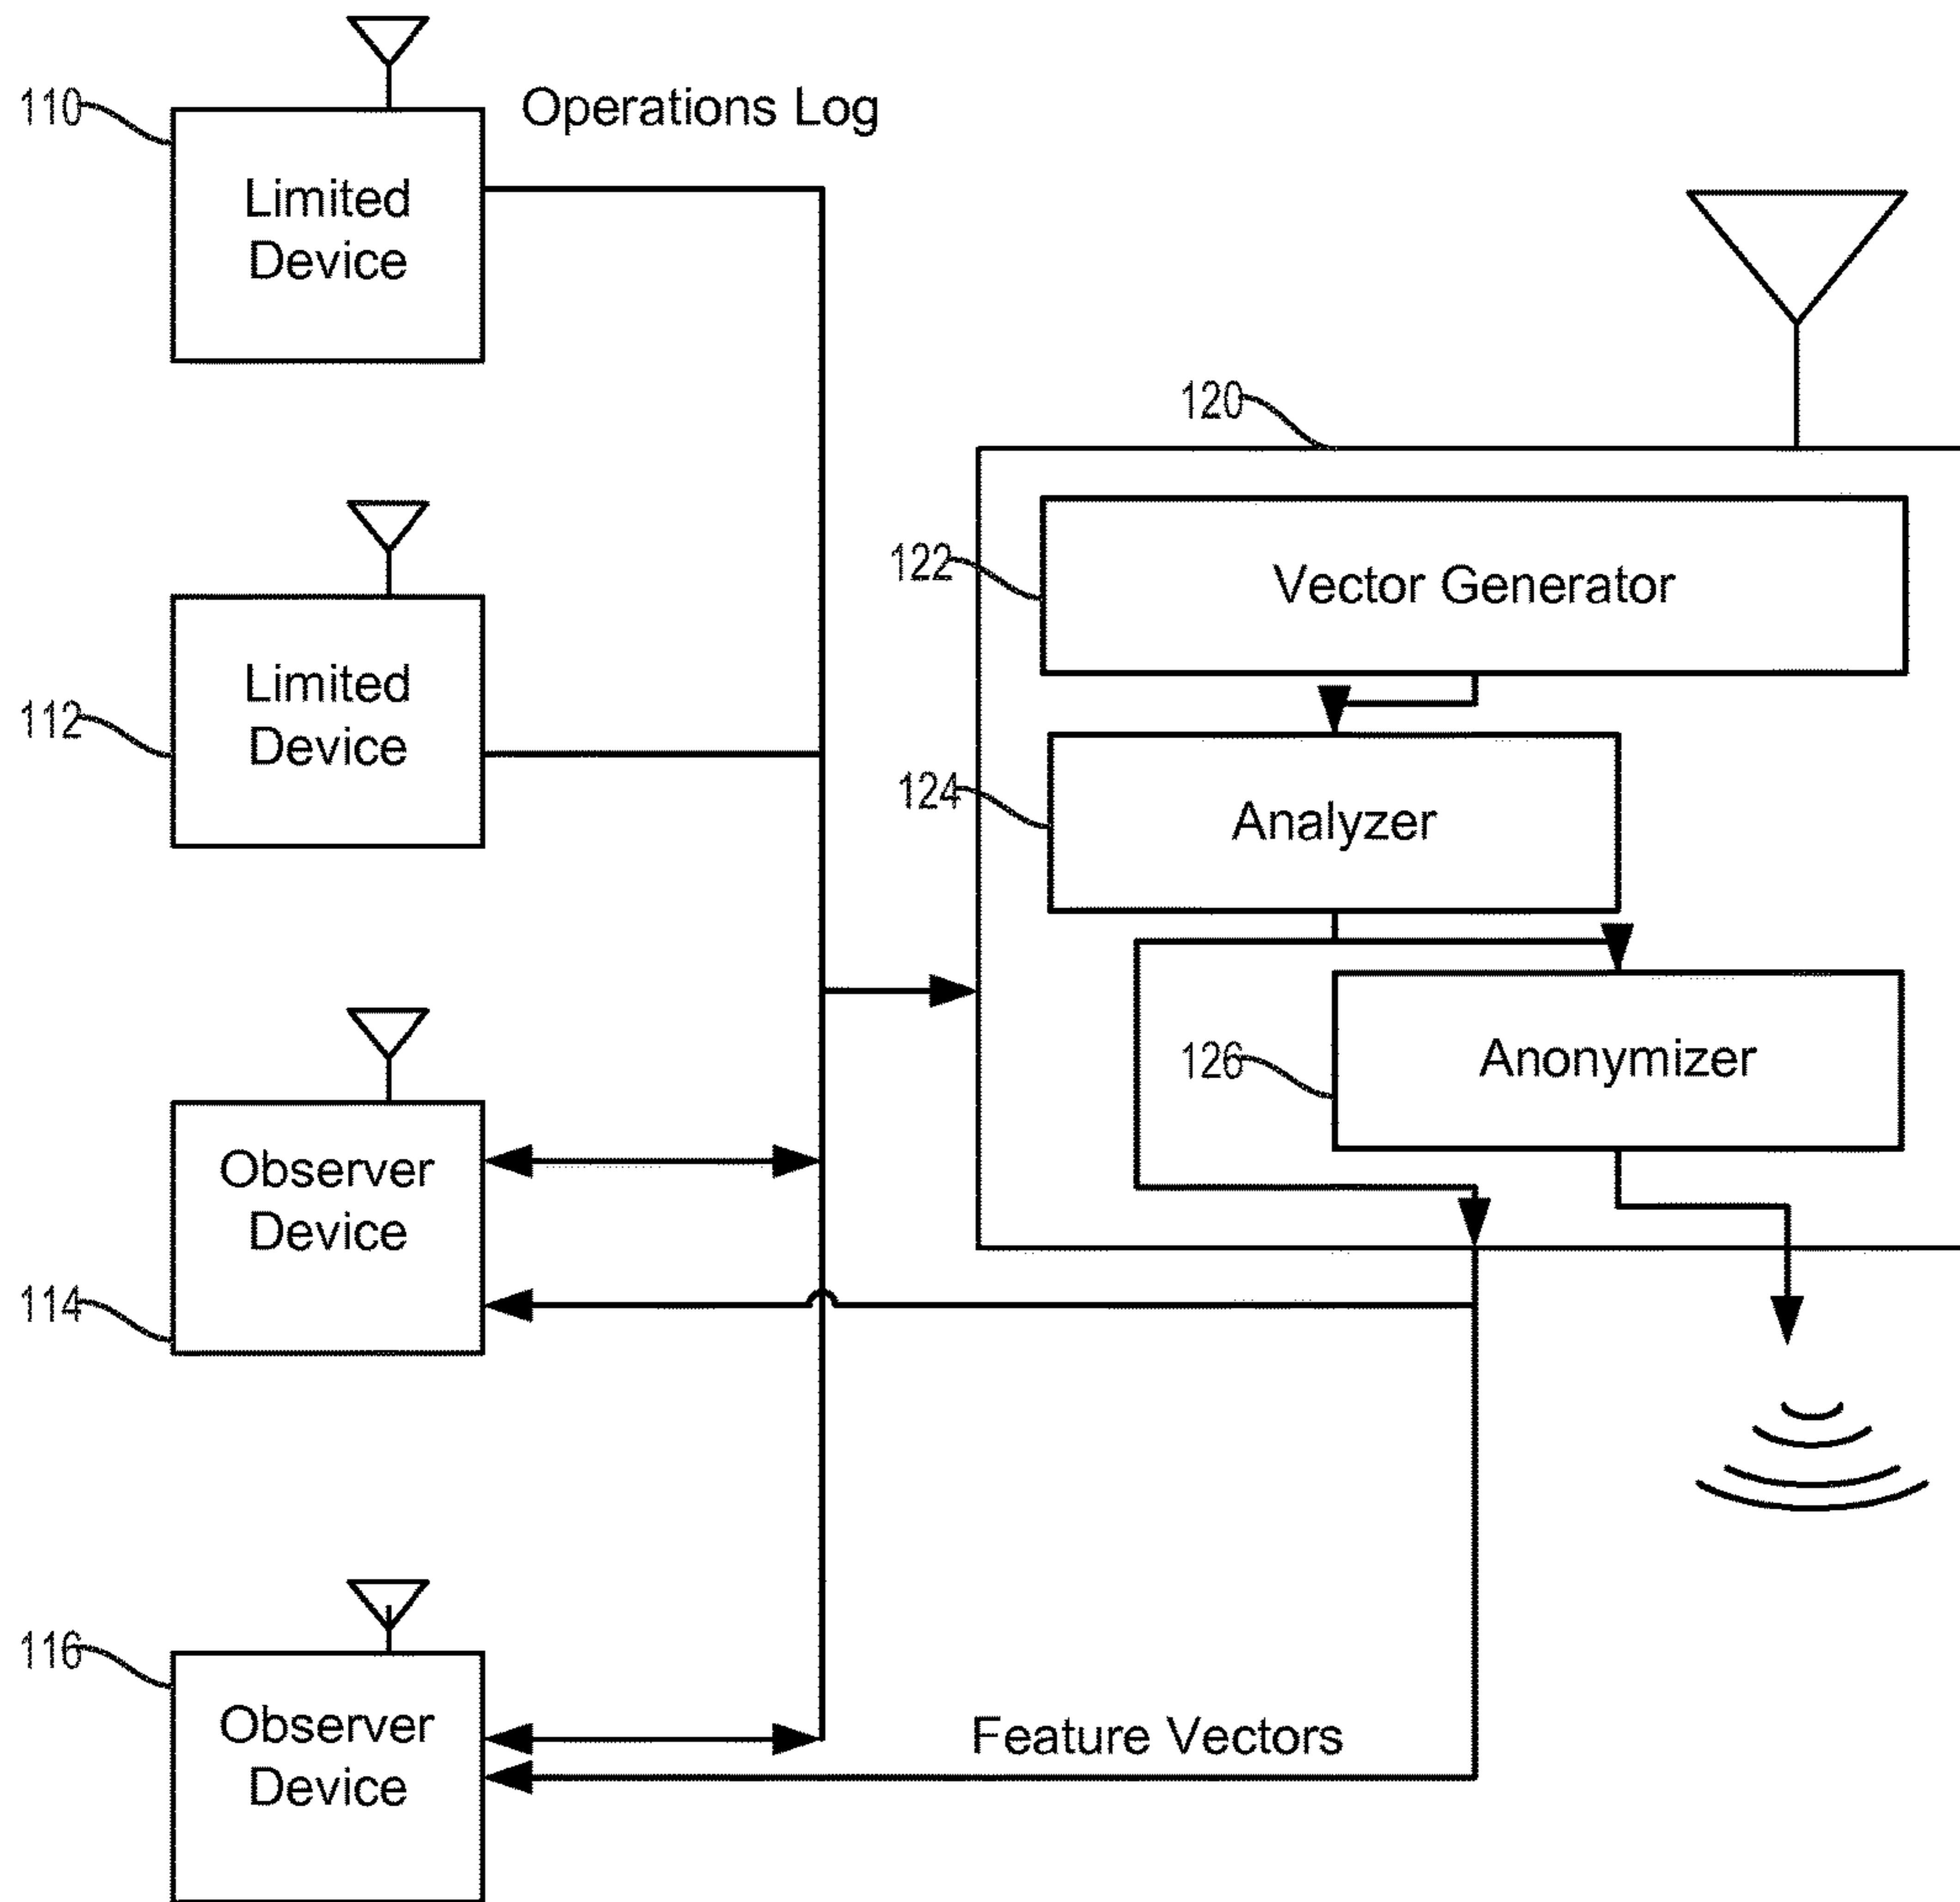 110
Operations Log
Limited
Device
120
122
Vector Generator
112
Limited
Device
124
Analyzer
126
Anonymizer
Observer
Device
114
116
Observer
Device
Feature Vectors